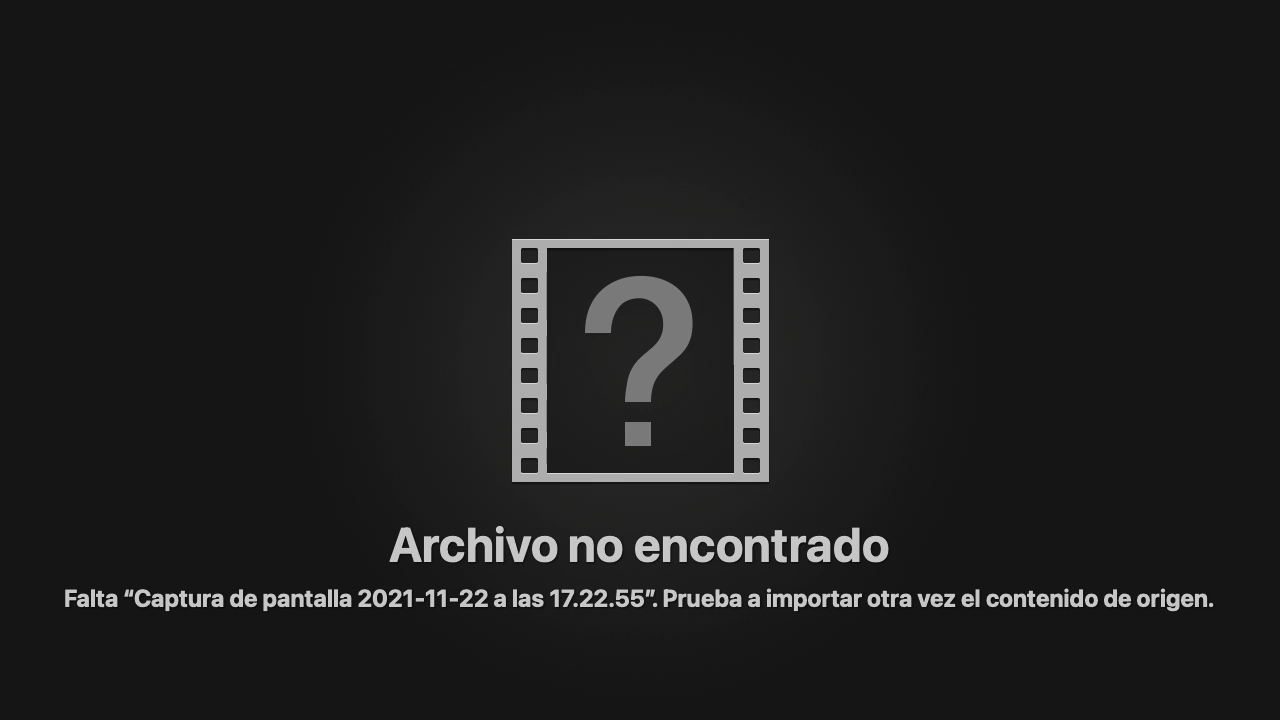 ?
Archivo no encontrado
Falta “Captura de pantalla 2021-11-22 a las 17.22.55”. Prueba a importar otra vez el contenido de origen.